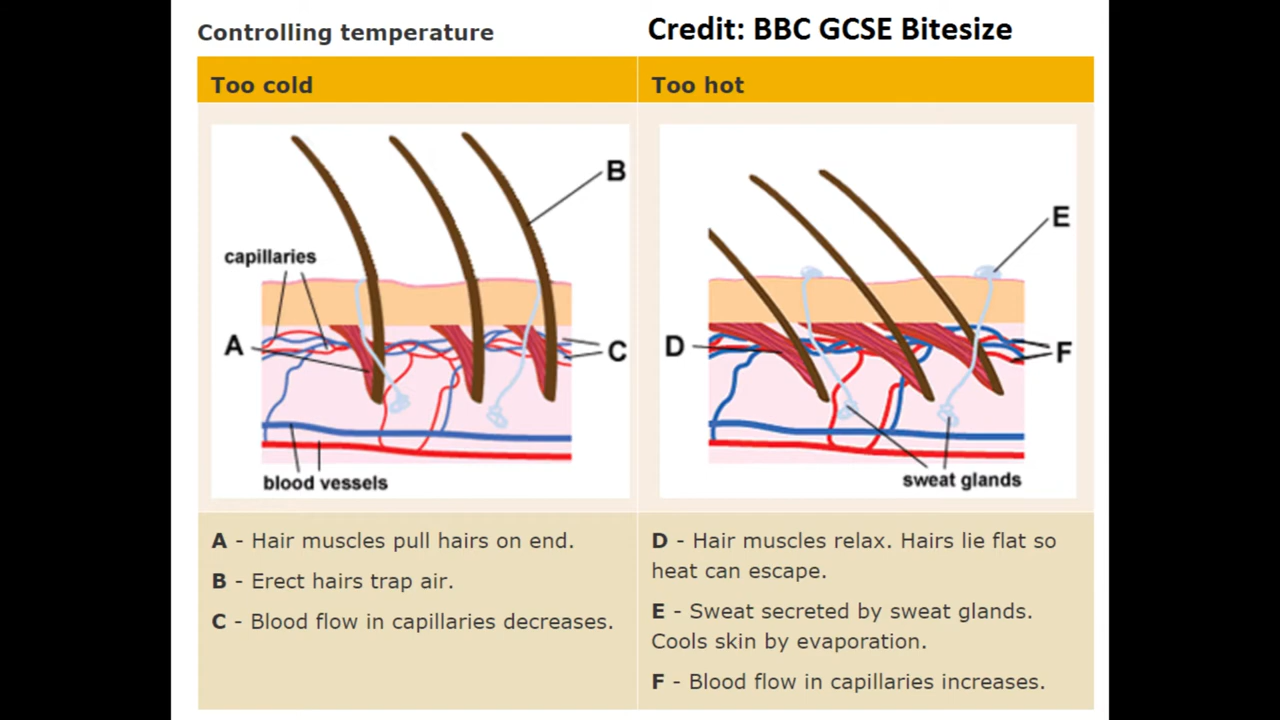 Controlling temperature
Credit: BBC GCSE Bitesize
Too cold
Too hot
B
capillaries
A
C
blood vessels
E
D
F
sweat glands
A - Hair muscles pull hairs on end.
B - Erect hairs trap air.
C - Blood flow in capillaries decreases.
D - Hair muscles relax. Hairs lie flat so
heat can escape.
E - Sweat secreted by sweat glands.
Cools skin by evaporation.
F - Blood flow in capillaries increases.